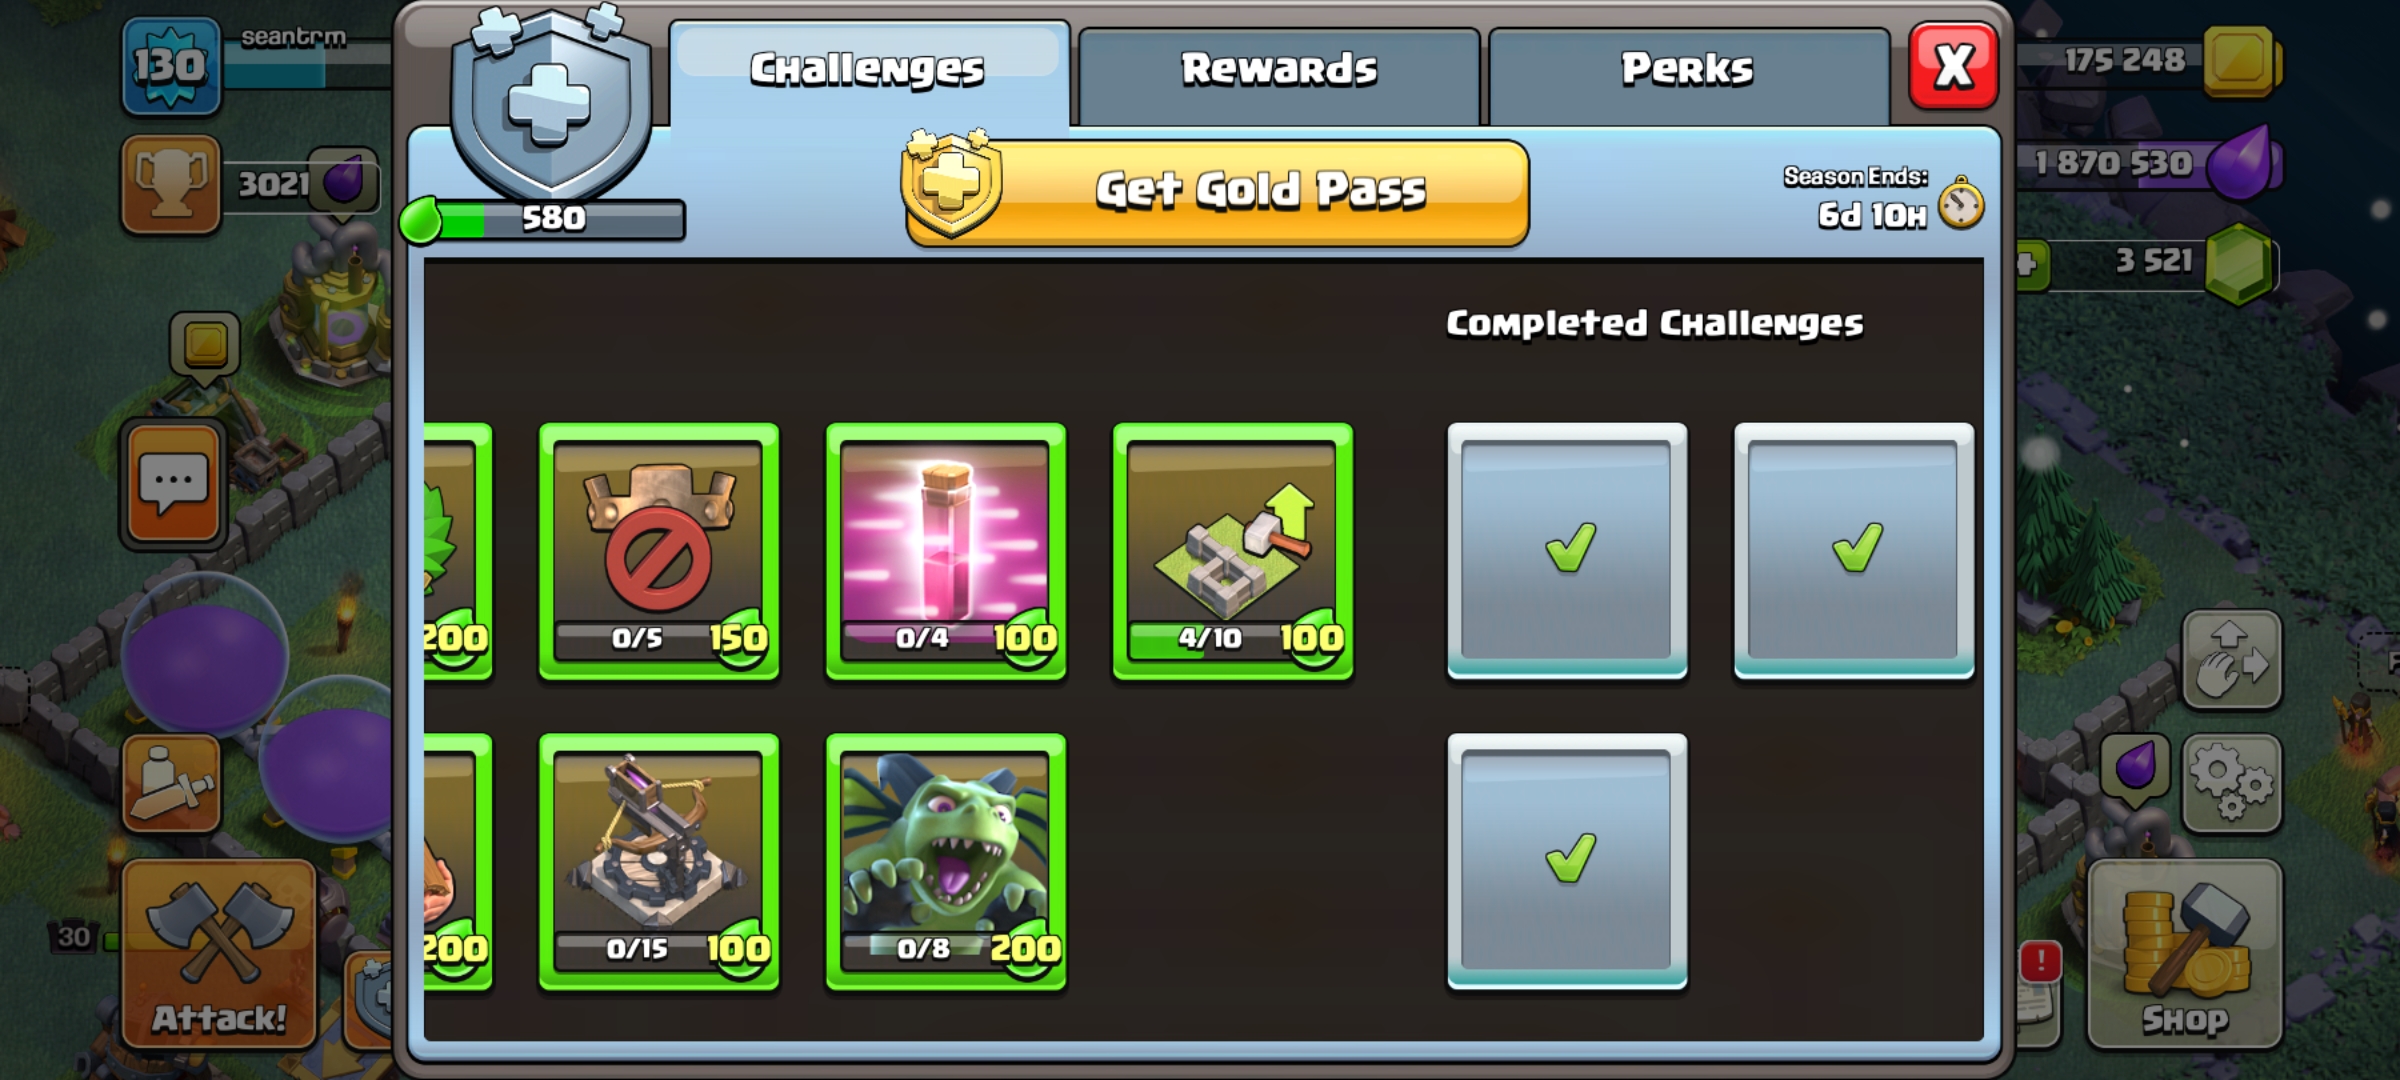 130
seantrm
3021
Challenges
Rewards
Perks
X
175 248
1 870 530
3 521
580
Get Gold Pass
Season Ends:
6d 10H
Completed Challenges
200
0/5
150
0/4
100
4/10
100
200
0/15
100
0/8
200
30
Attack!
!
Shop